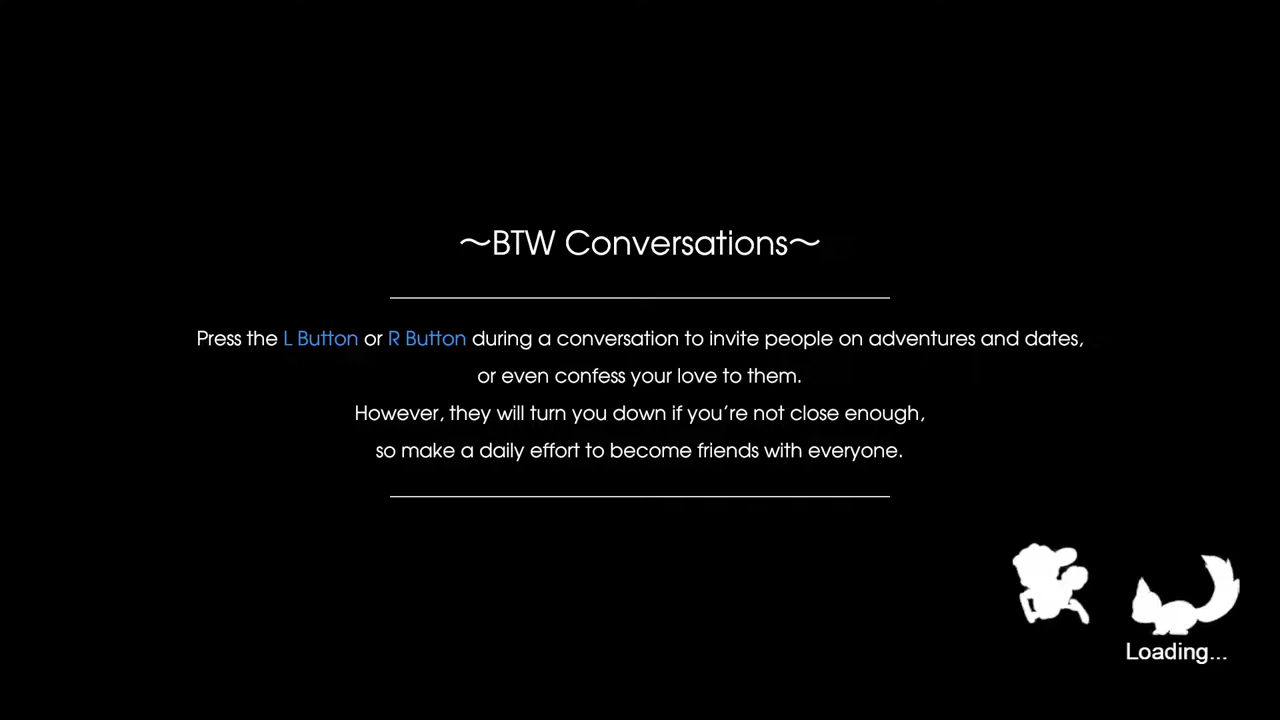 〜BTW Conversations〜
Press the L Button or R Button during a conversation to invite people on adventures and dates,
or even confess your love to them.
However, they will turn you down if you’re not close enough,
so make a daily effort to become friends with everyone.
Loading...